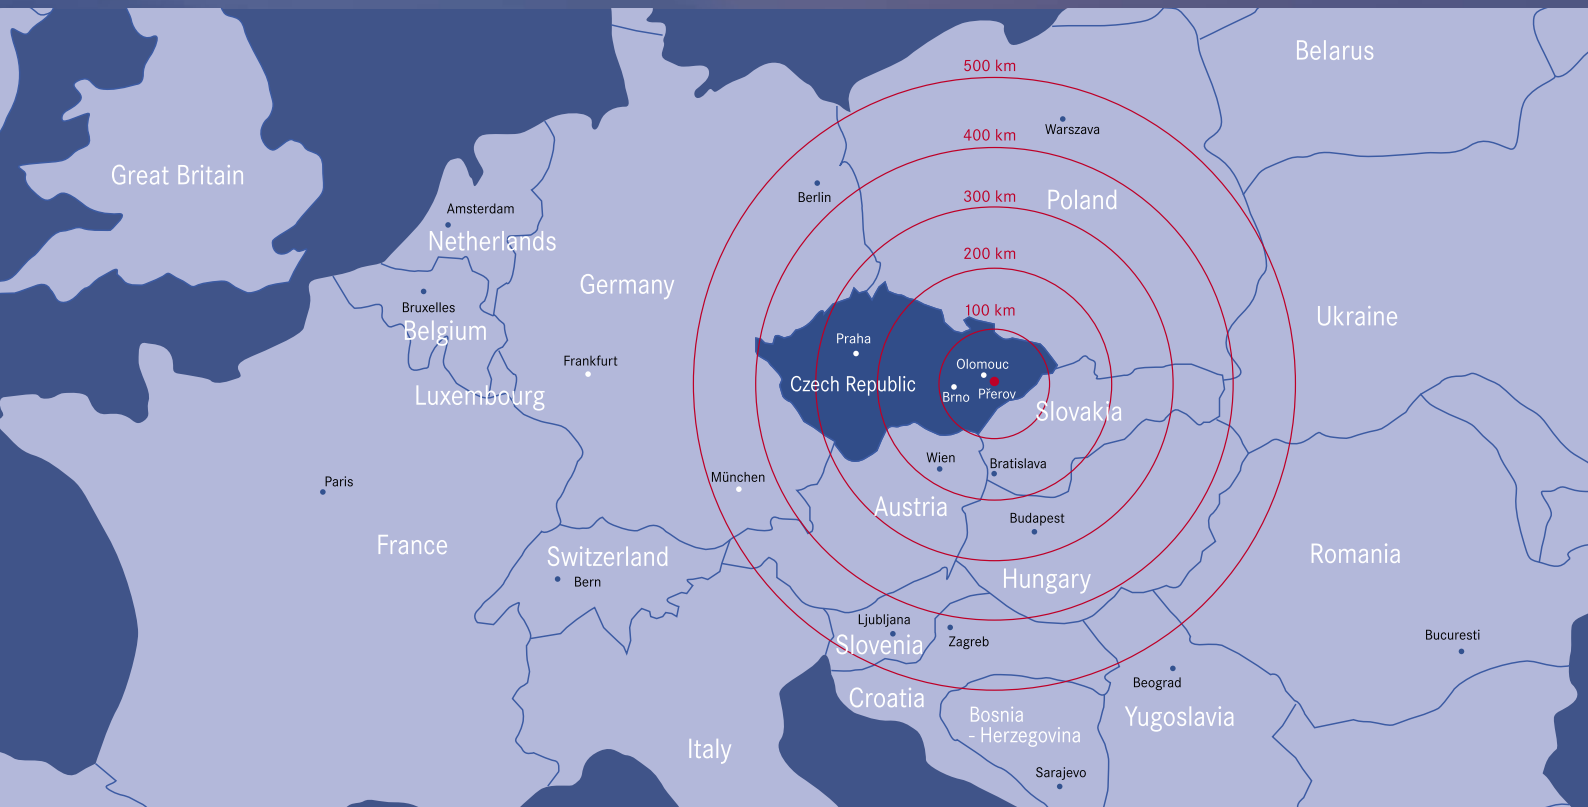 500 km
Belarus
400 km
Warszava
Great Britain
Berlin
300 km
Poland
Amsterdam
Netherlands
200 km
Germany
Bruxelles
Belgium
100 km
Ukraine
Praha
Frankfurt
Olomouc
Czech Republic
Brno
Přerov
Luxembourg
Slovakia
Wien
Bratislava
München
Paris
Austria
Budapest
France
Switzerland
Romania
Bern
Hungary
Ljubljana
Slovenia
Zagreb
Bucuresti
Beograd
Croatia
Bosnia
- Herzegovina
Yugoslavia
Italy
Sarajevo